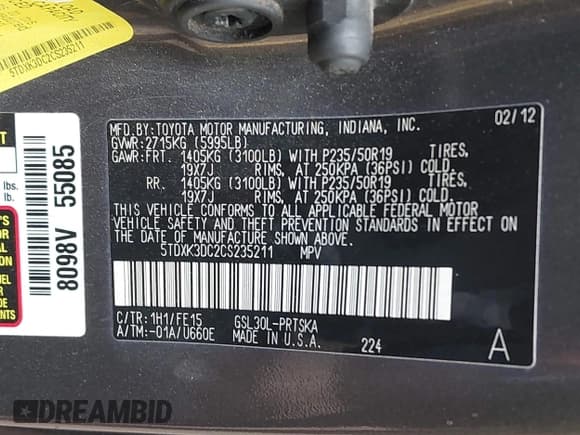 5TDXK3DC2CS235211
8098V 55085
lbs.
lbs.
MFD.BY:TOYOTA MOTOR MANUFACTURING, INDIANA, INC. 02/12
GVWR:2715KG (5995LB)
GAWR:FRT. 1405KG (3100LB) WITH P235/50R19 TIRES,
19X7J RIMS, AT 250KPA (36PSI) COLD.
RR. 1405KG (3100LB) WITH P235/50R19 TIRES,
19X7J RIMS, AT 250KPA (36PSI) COLD.
THIS VEHICLE CONFORMS TO ALL APPLICABLE FEDERAL MOTOR
VEHICLE SAFETY AND THEFT PREVENTION STANDARDS IN EFFECT ON
THE DATE OF MANUFACTURE SHOWN ABOVE.
5TDXK3DC2CS235211 MPV
C/TR:1H1/FE15 GSL30L-PRTSKA
A/TM:-01A/U660E MADE IN U.S.A. 224 A
DREAMBID